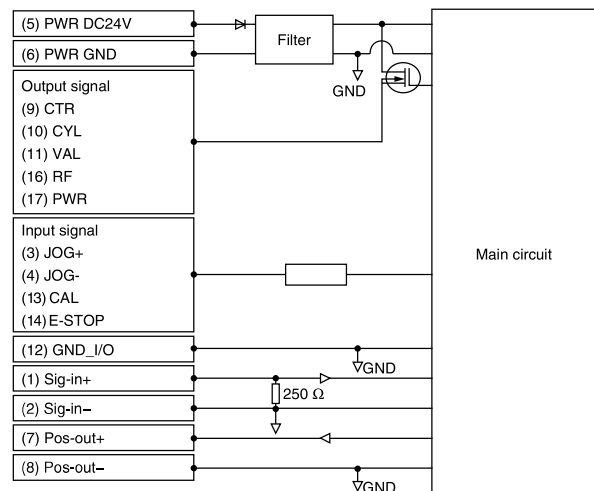 (5) PWR DC24V
(6) PWR GND
Filter
GND
Output signal
(9) CTR
(10) CYL
(11) VAL
(16) RF
(17) PWR
Input signal
(3) JOG+
(4) JOG-
(13) CAL
(14) E-STOP
Main circuit
(12) GND_I/O
GND
(1) Sig-in+
250 Ω
(2) Sig-in−
(7) Pos-out+
(8) Pos-out−
GND